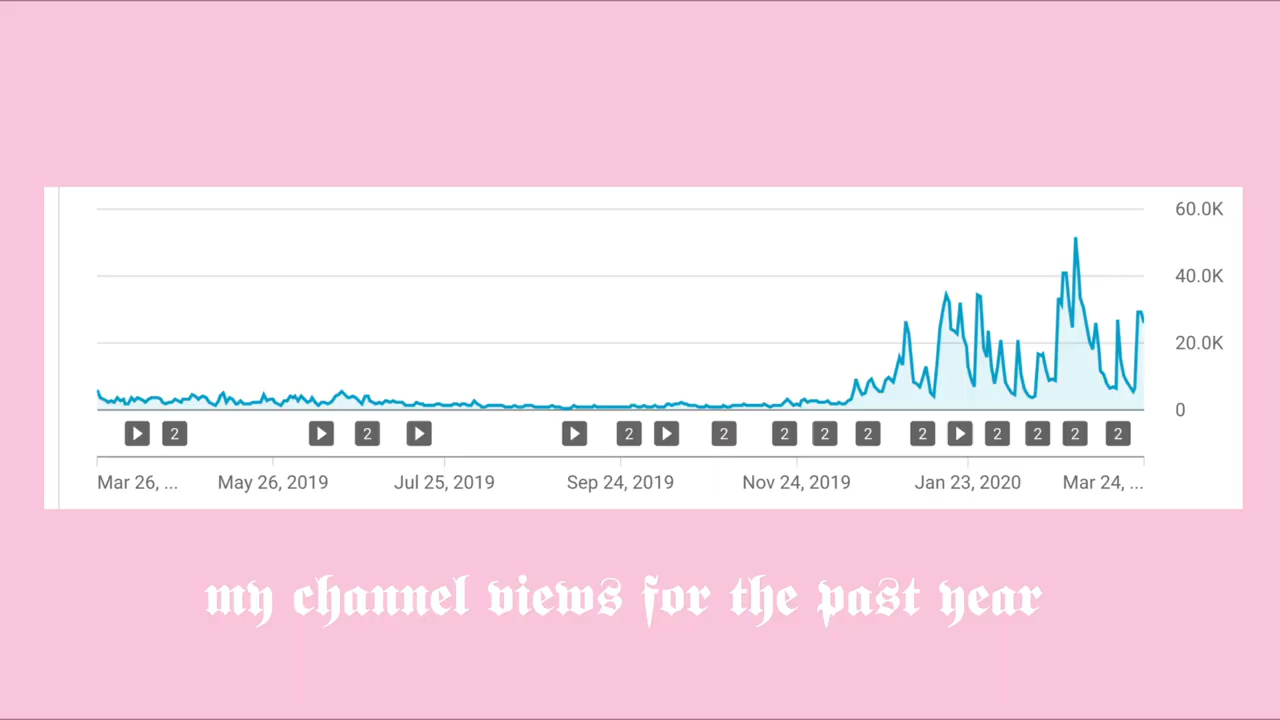 60.0K
40.0K
20.0K
0
2 2 2 2 2 2 2 2 2 2 2 2
Mar 26, ... May 26, 2019 Jul 25, 2019 Sep 24, 2019 Nov 24, 2019 Jan 23, 2020 Mar 24, ...
my channel views for the past year